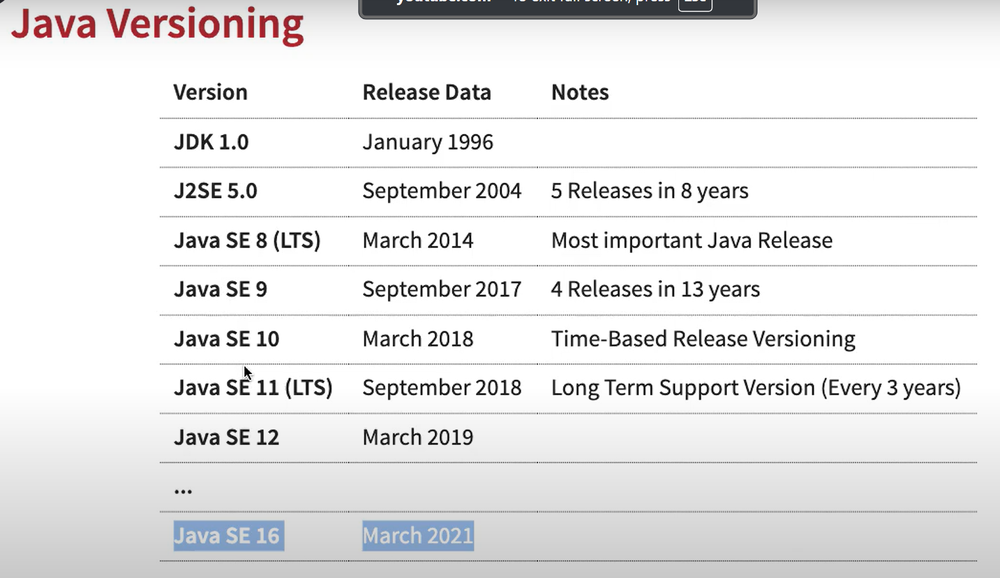 Java Versioning
Version Release Data Notes
JDK 1.0 January 1996
J2SE 5.0 September 2004 5 Releases in 8 years
Java SE 8 (LTS) March 2014 Most important Java Release
Java SE 9 September 2017 4 Releases in 13 years
Java SE 10 March 2018 Time-Based Release Versioning
Java SE 11 (LTS) September 2018 Long Term Support Version (Every 3 years)
Java SE 12 March 2019
...
Java SE 16 March 2021